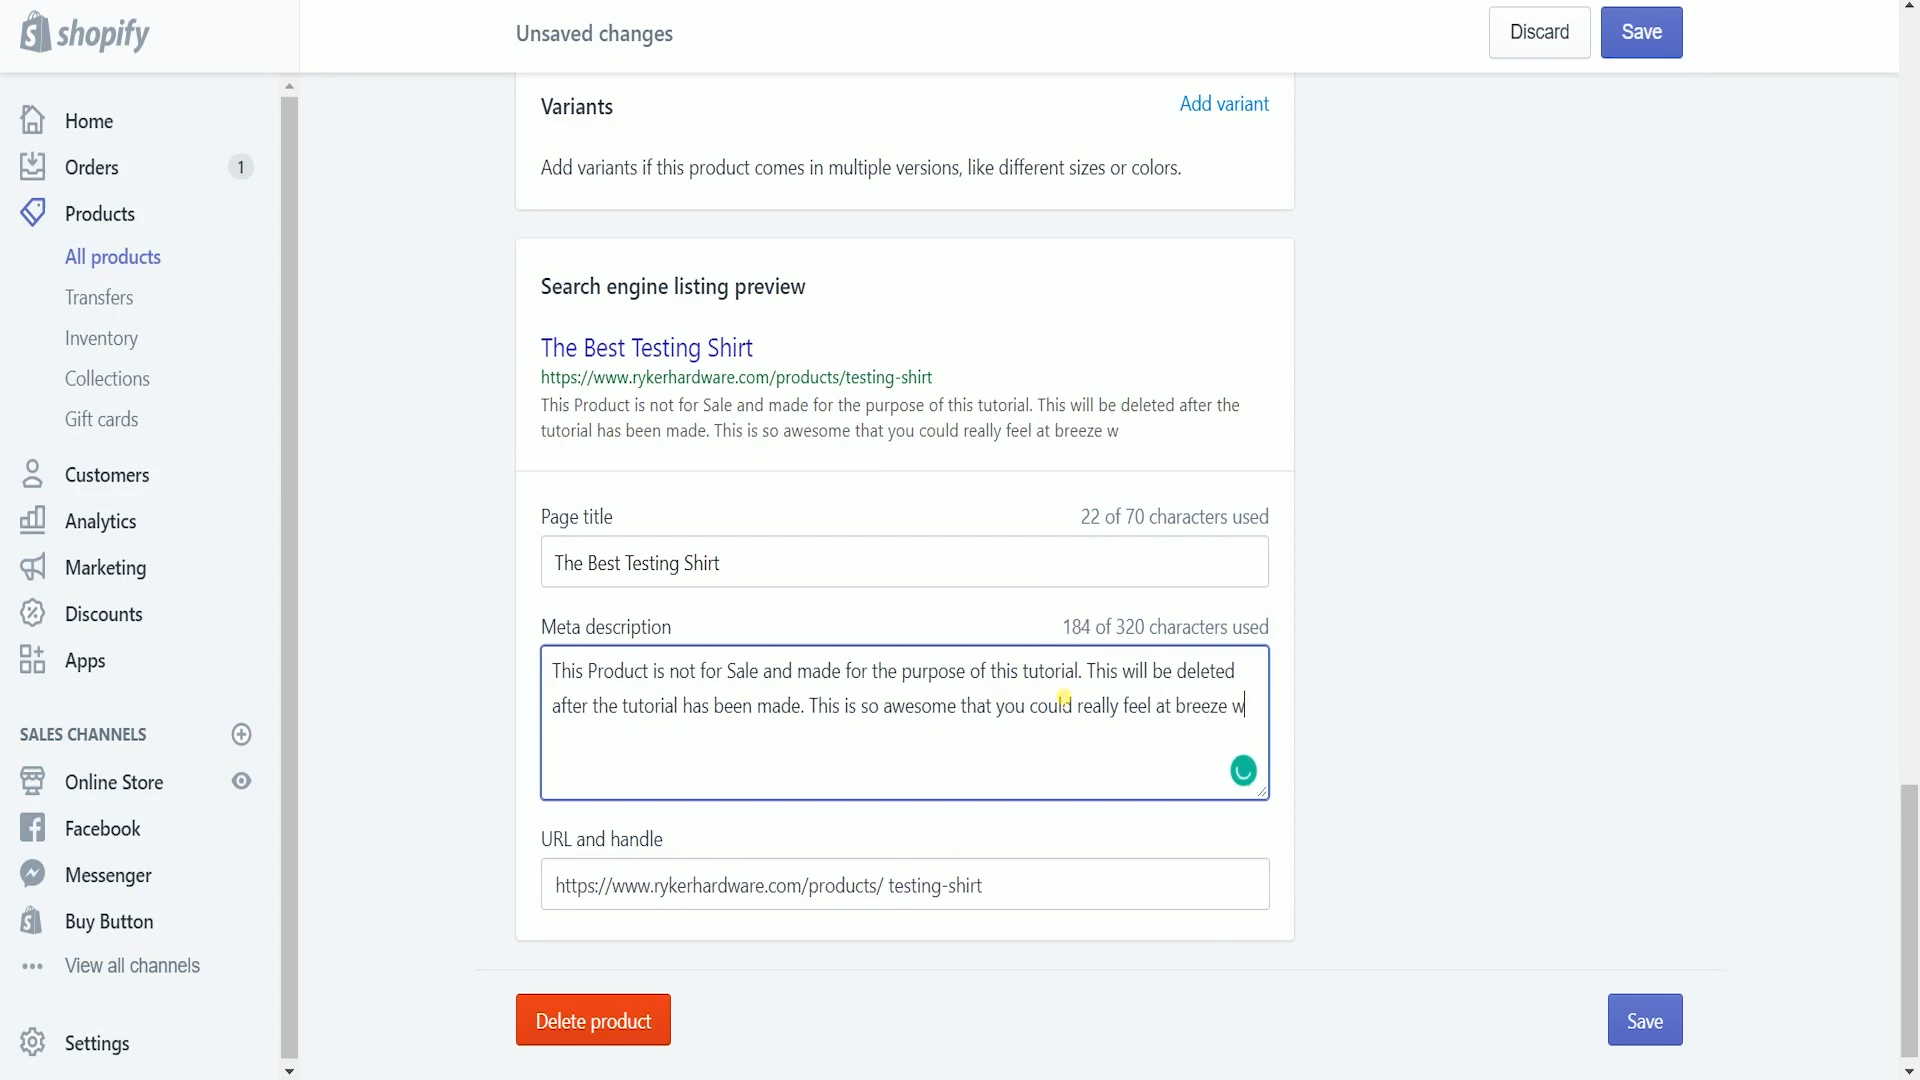 shopify
Unsaved changes
Discard
Save
Home
Orders
1
Products
All products
Transfers
Inventory
Collections
Gift cards
Customers
Analytics
Marketing
Discounts
Apps
SALES CHANNELS
Online Store
Facebook
Messenger
Buy Button
View all channels
Settings
Variants
Add variant
Add variants if this product comes in multiple versions, like different sizes or colors.
Search engine listing preview
The Best Testing Shirt
https://www.rykerhardware.com/products/testing-shirt
This Product is not for Sale and made for the purpose of this tutorial. This will be deleted after the
tutorial has been made. This is so awesome that you could really feel at breeze w
Page title
22 of 70 characters used
The Best Testing Shirt
Meta description
184 of 320 characters used
This Product is not for Sale and made for the purpose of this tutorial. This will be deleted
after the tutorial has been made. This is so awesome that you could really feel at breeze w
URL and handle
https://www.rykerhardware.com/products/ testing-shirt
Delete product
Save